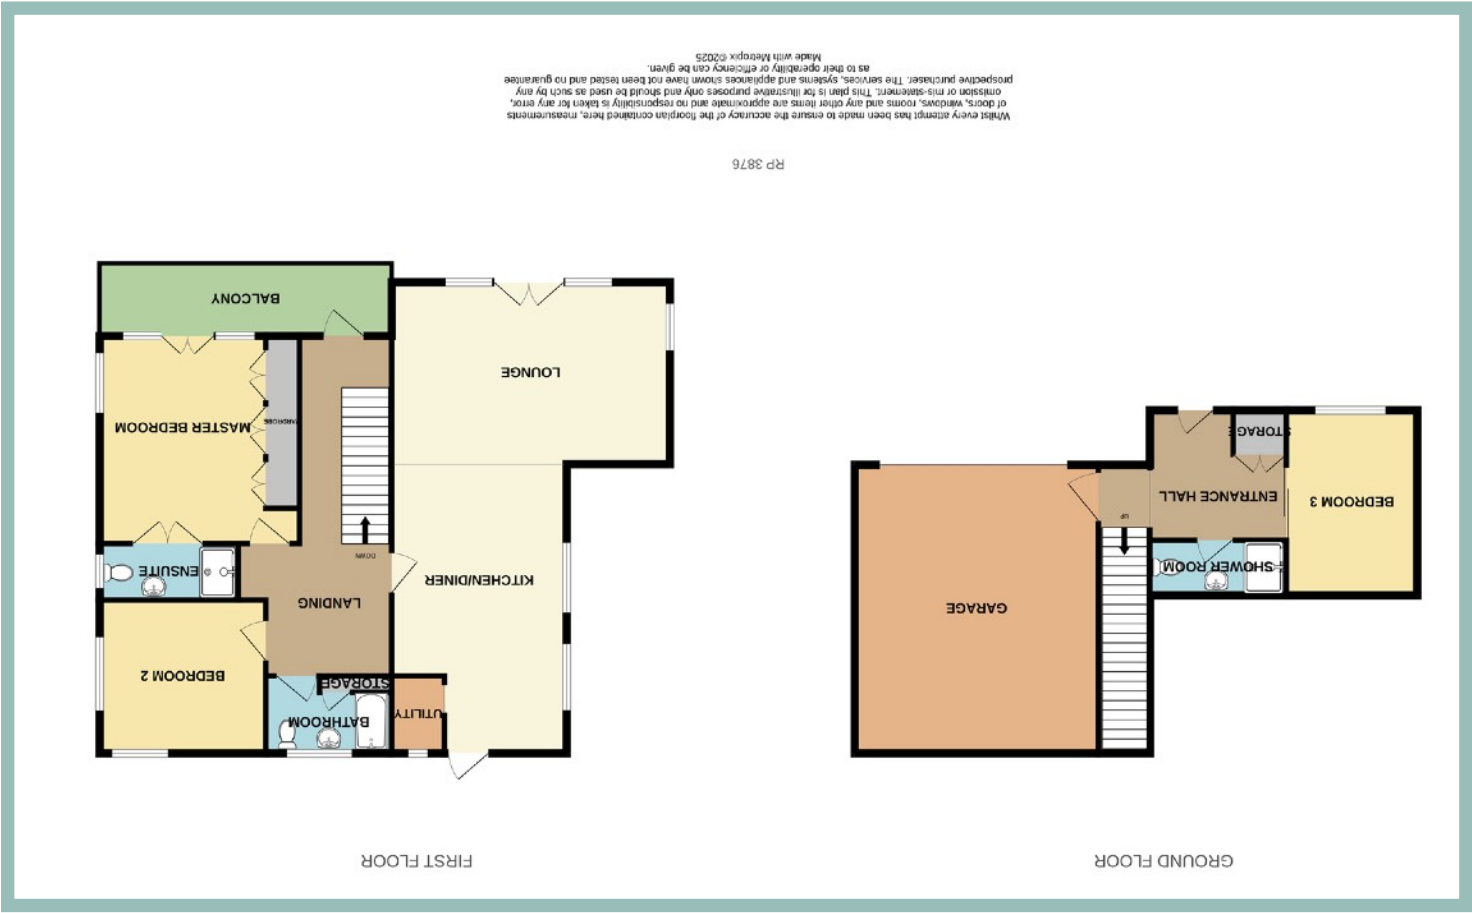 GROUND FLOOR
FIRST FLOOR
GARAGE
SHOWER ROOM
BEDROOM 3
ENTRANCE HALL
UP
STORAGE
UTILITY
BATHROOM
STORAGE
BEDROOM 2
LANDING
KITCHEN/DINER
ENSUITE
DOWN
MASTER BEDROOM
LOUNGE
BALCONY
RP 3876
Whilst every attempt has been made to ensure the accuracy of the floorplan contained here, measurements
of doors, windows, rooms and any other items are approximate and no responsibility is taken for any error,
omission or mis-statement. This plan is for illustrative purposes only and should be used as such by any
prospective purchaser. The services, systems and appliances shown have not been tested and no guarantee
as to their operability or efficiency can be given.
Made with Metropix ©2025